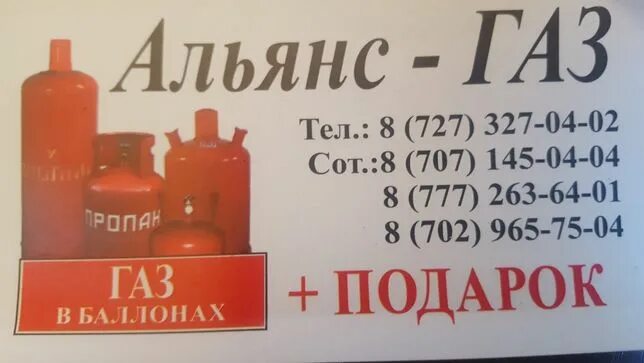 Альянс - ГАЗ
Тел.: 8 (727) 327-04-02
Сот.:8 (707) 145-04-04
8 (777) 263-64-01
8 (702) 965-75-04
ПРОПАН
ГАЗ
В БАЛЛОНАХ
+ ПОДАРОК